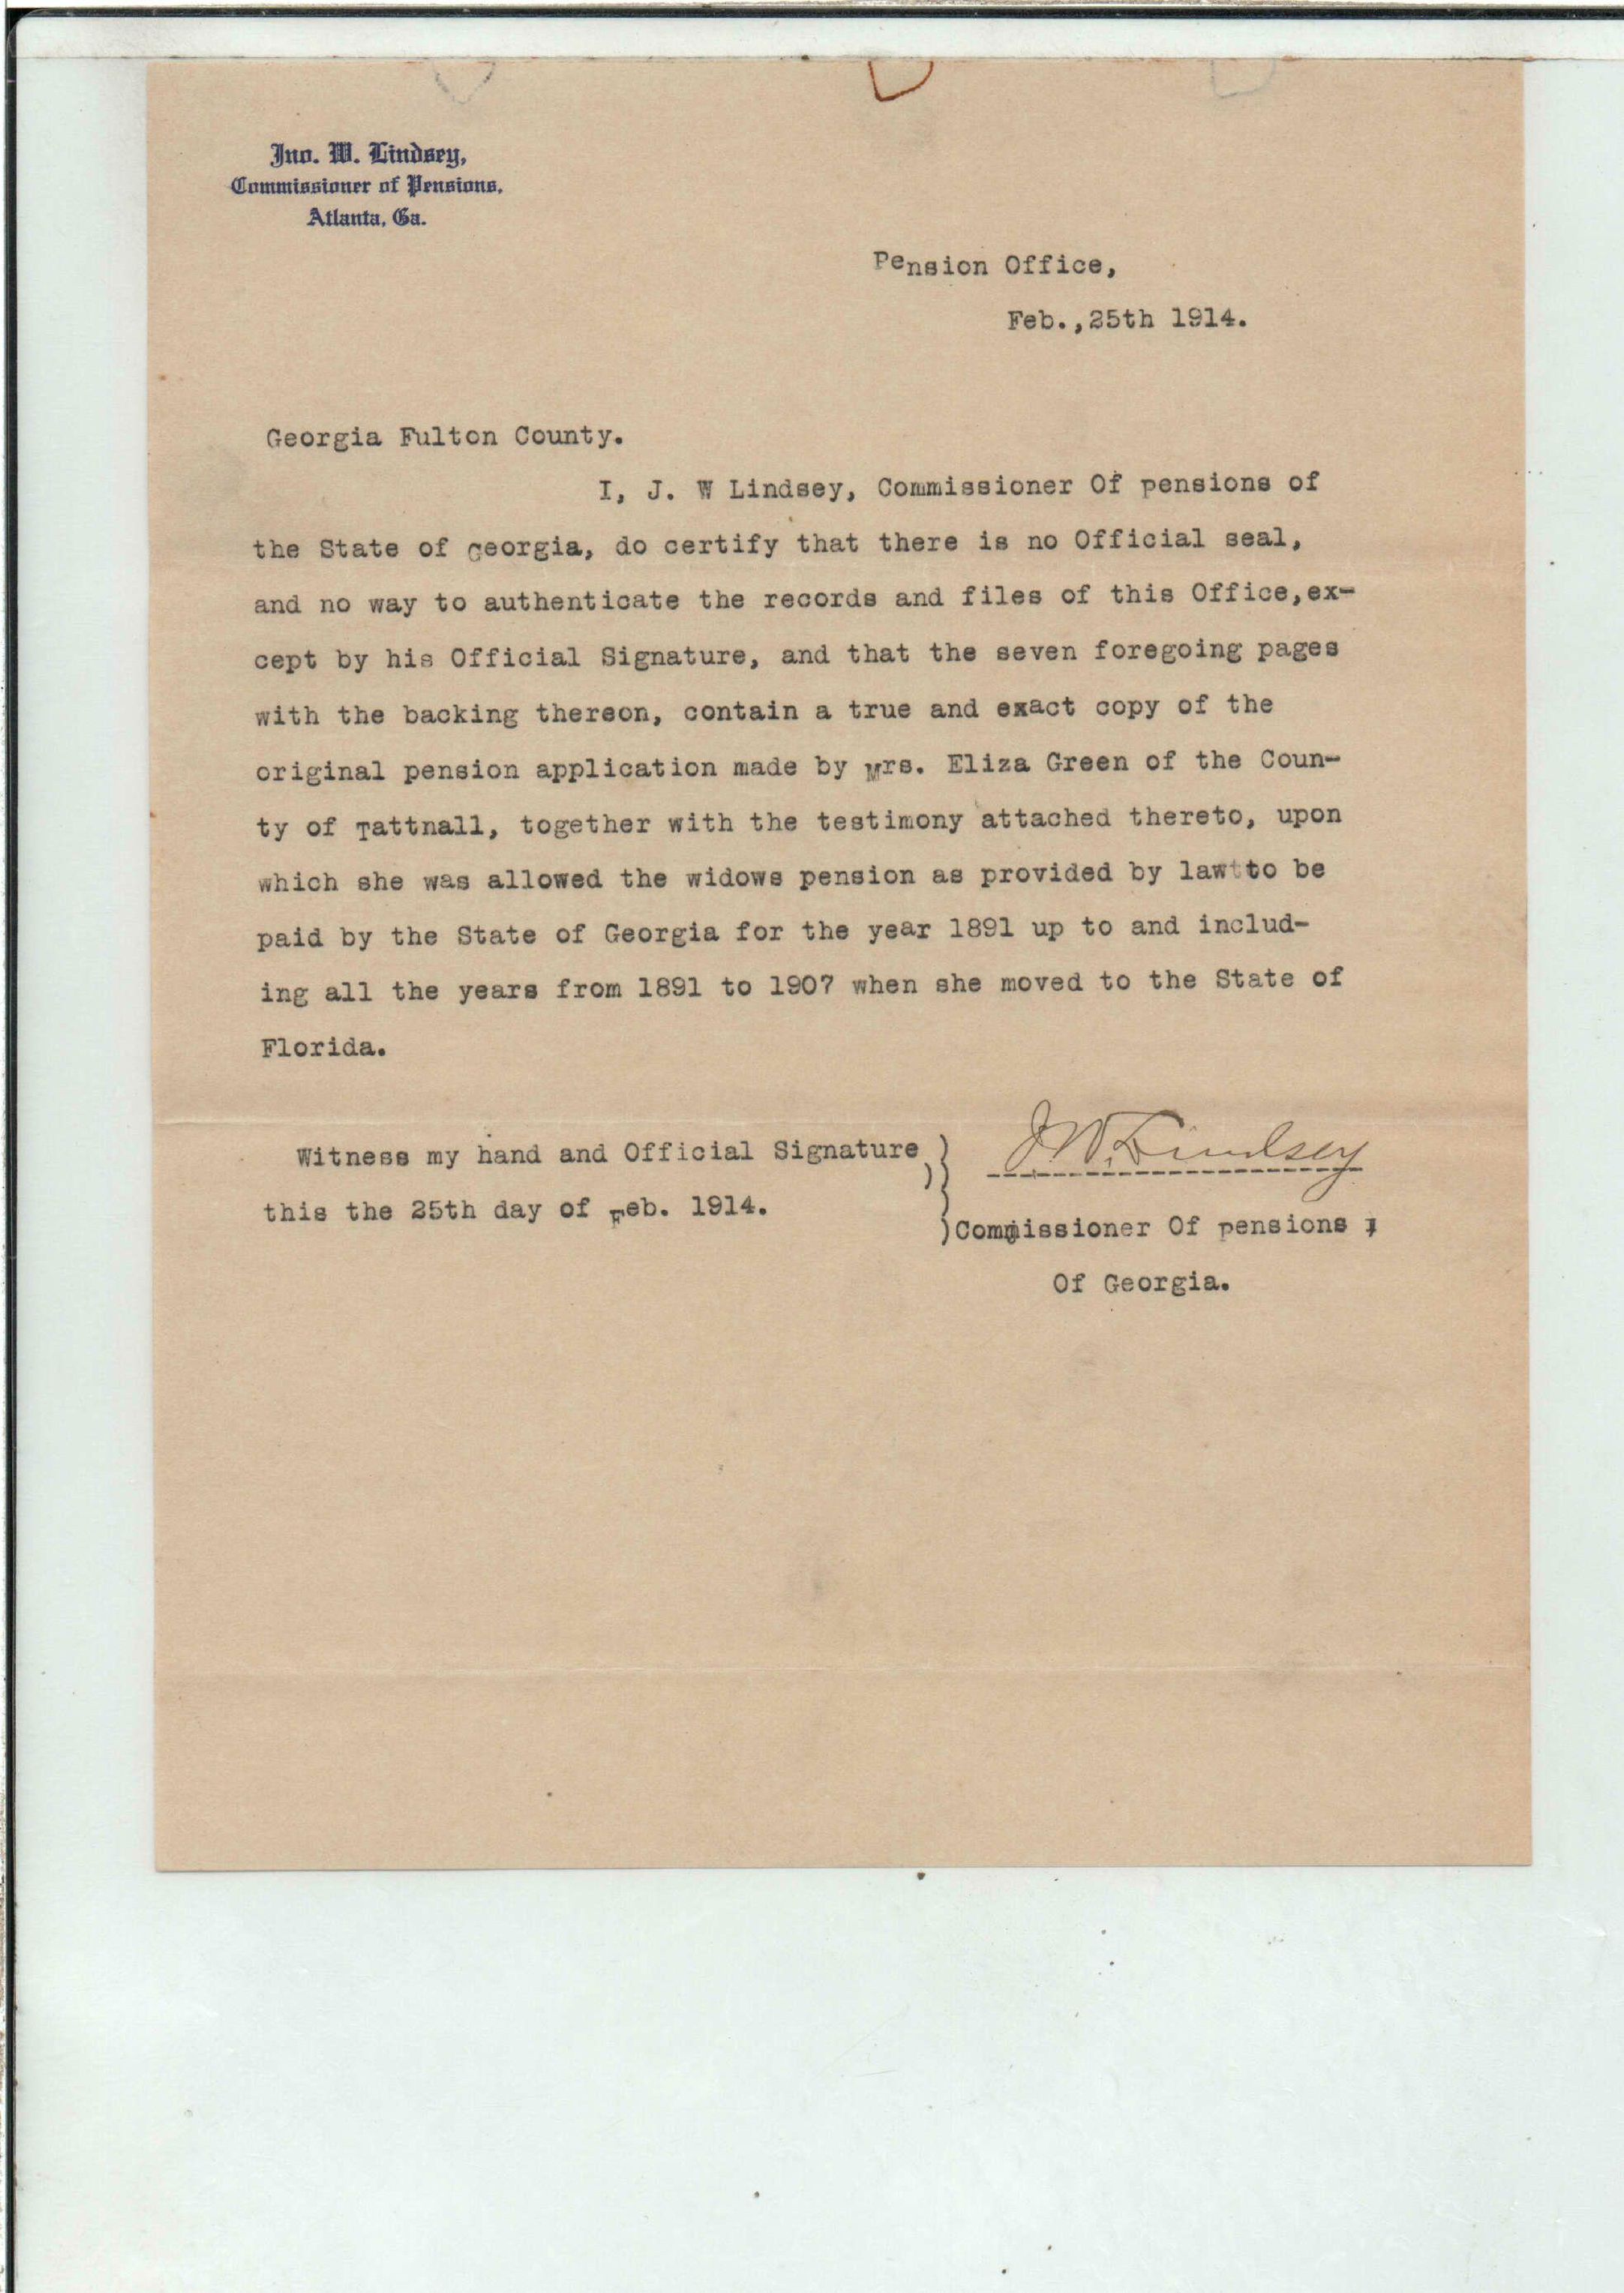 Jno. W. Lindsey,
Commissioner of Pensions,
Atlanta, Ga.
Pension Office,
Feb.,25th 1914.
Georgia Fulton County.
I, J. W Lindsey, Commissioner Of pensions of
the State of Georgia, do certify that there is no Official seal,
and no way to authenticate the records and files of this Office,ex-
cept by his Official Signature, and that the seven foregoing pages
with the backing thereon, contain a true and exact copy of the
original pension application made by Mrs. Eliza Green of the Coun-
ty of Tattnall, together with the testimony attached thereto, upon
which she was allowed the widows pension as provided by lawtto be
paid by the State of Georgia for the year 1891 up to and includ-
ing all the years from 1891 to 1907 when she moved to the State of
Florida.
Witness my hand and Official Signature ) J.W. Lindsey
this the 25th day of Feb. 1914.
)Commissioner Of pensions ,
Of Georgia.